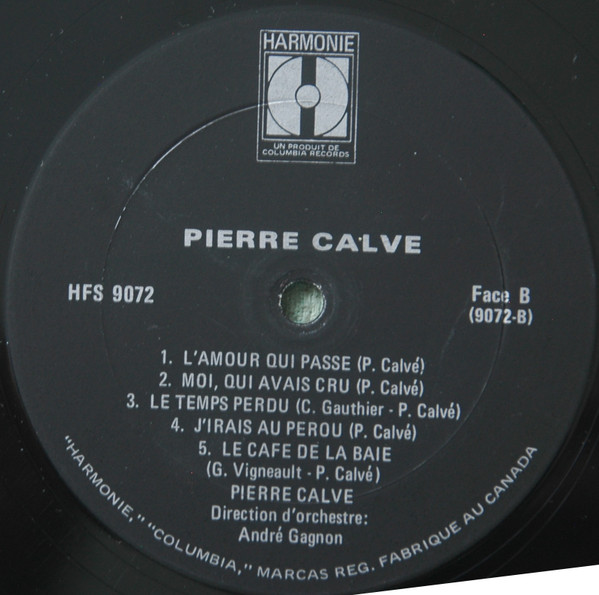 HARMONIE
UN PRODUIT DE
COLUMBIA RECORDS
PIERRE CALVE
HFS 9072
Face B
(9072-B)
1. L'AMOUR QUI PASSE (P. Calvé)
2. MOI, QUI AVAIS CRU (P. Calvé)
3. LE TEMPS PERDU (C. Gauthier - P. Calvé)
4. J'IRAIS AU PEROU (P. Calvé)
5. LE CAFE DE LA BAIE
(G. Vigneault - P. Calvé)
PIERRE CALVE
Direction d'orchestre:
André Gagnon
"HARMONIE," "COLUMBIA," MARCAS REG. FABRIQUE AU CANADA